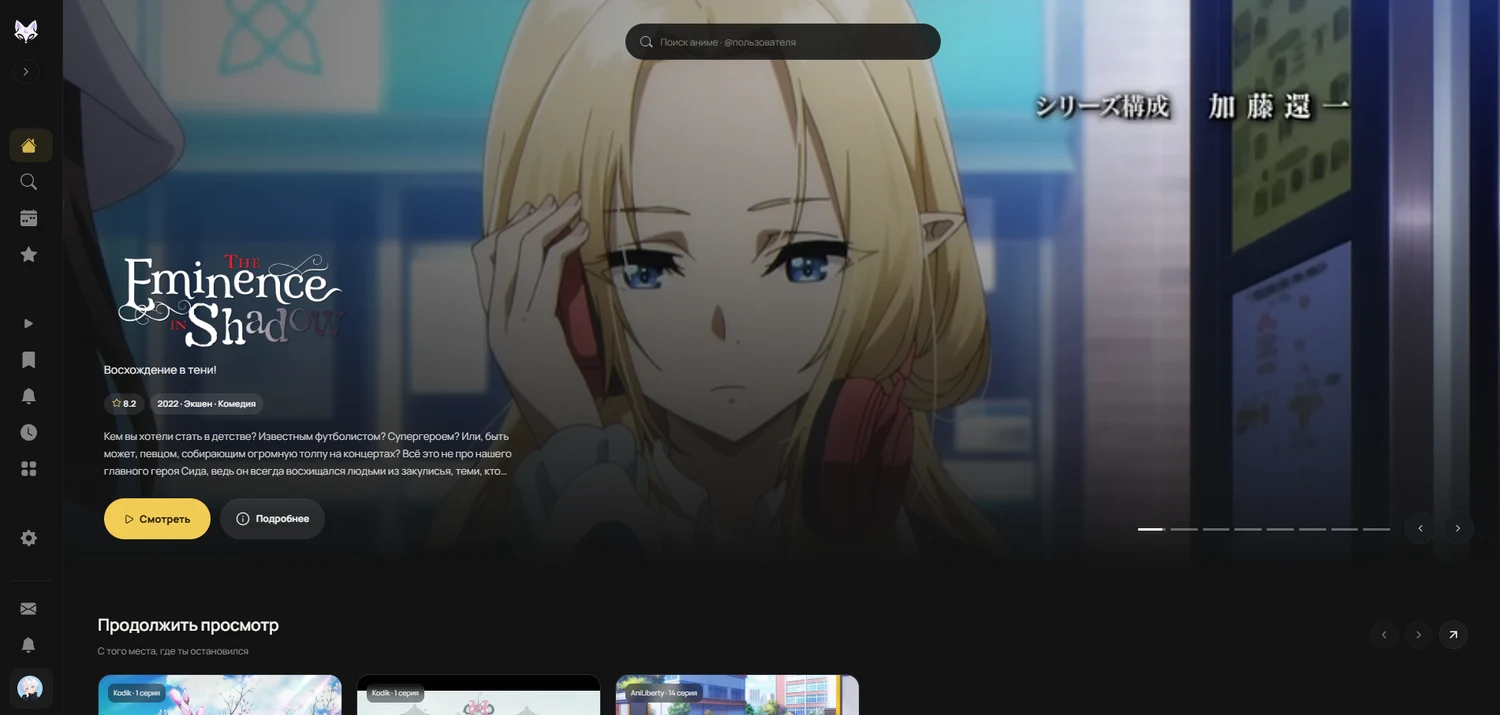 Поиск аниме · @пользователя
シリーズ構成 加藤還一
THE
Eminence
IN Shadow
Восхождение в тени!
8.2
2022 · Экшен · Комедия
Кем вы хотели стать в детстве? Известным футболистом? Супергероем? Или, быть
может, певцом, собирающим огромную толпу на концертах? Всё это не про нашего
главного героя Сида, ведь он всегда восхищался людьми из закулисья, теми, кто...
Смотреть
Подробнее
Продолжить просмотр
С того места, где ты остановился
Kodik · 1 серия
Kodik · 1 серия
AniLiberty · 14 серия